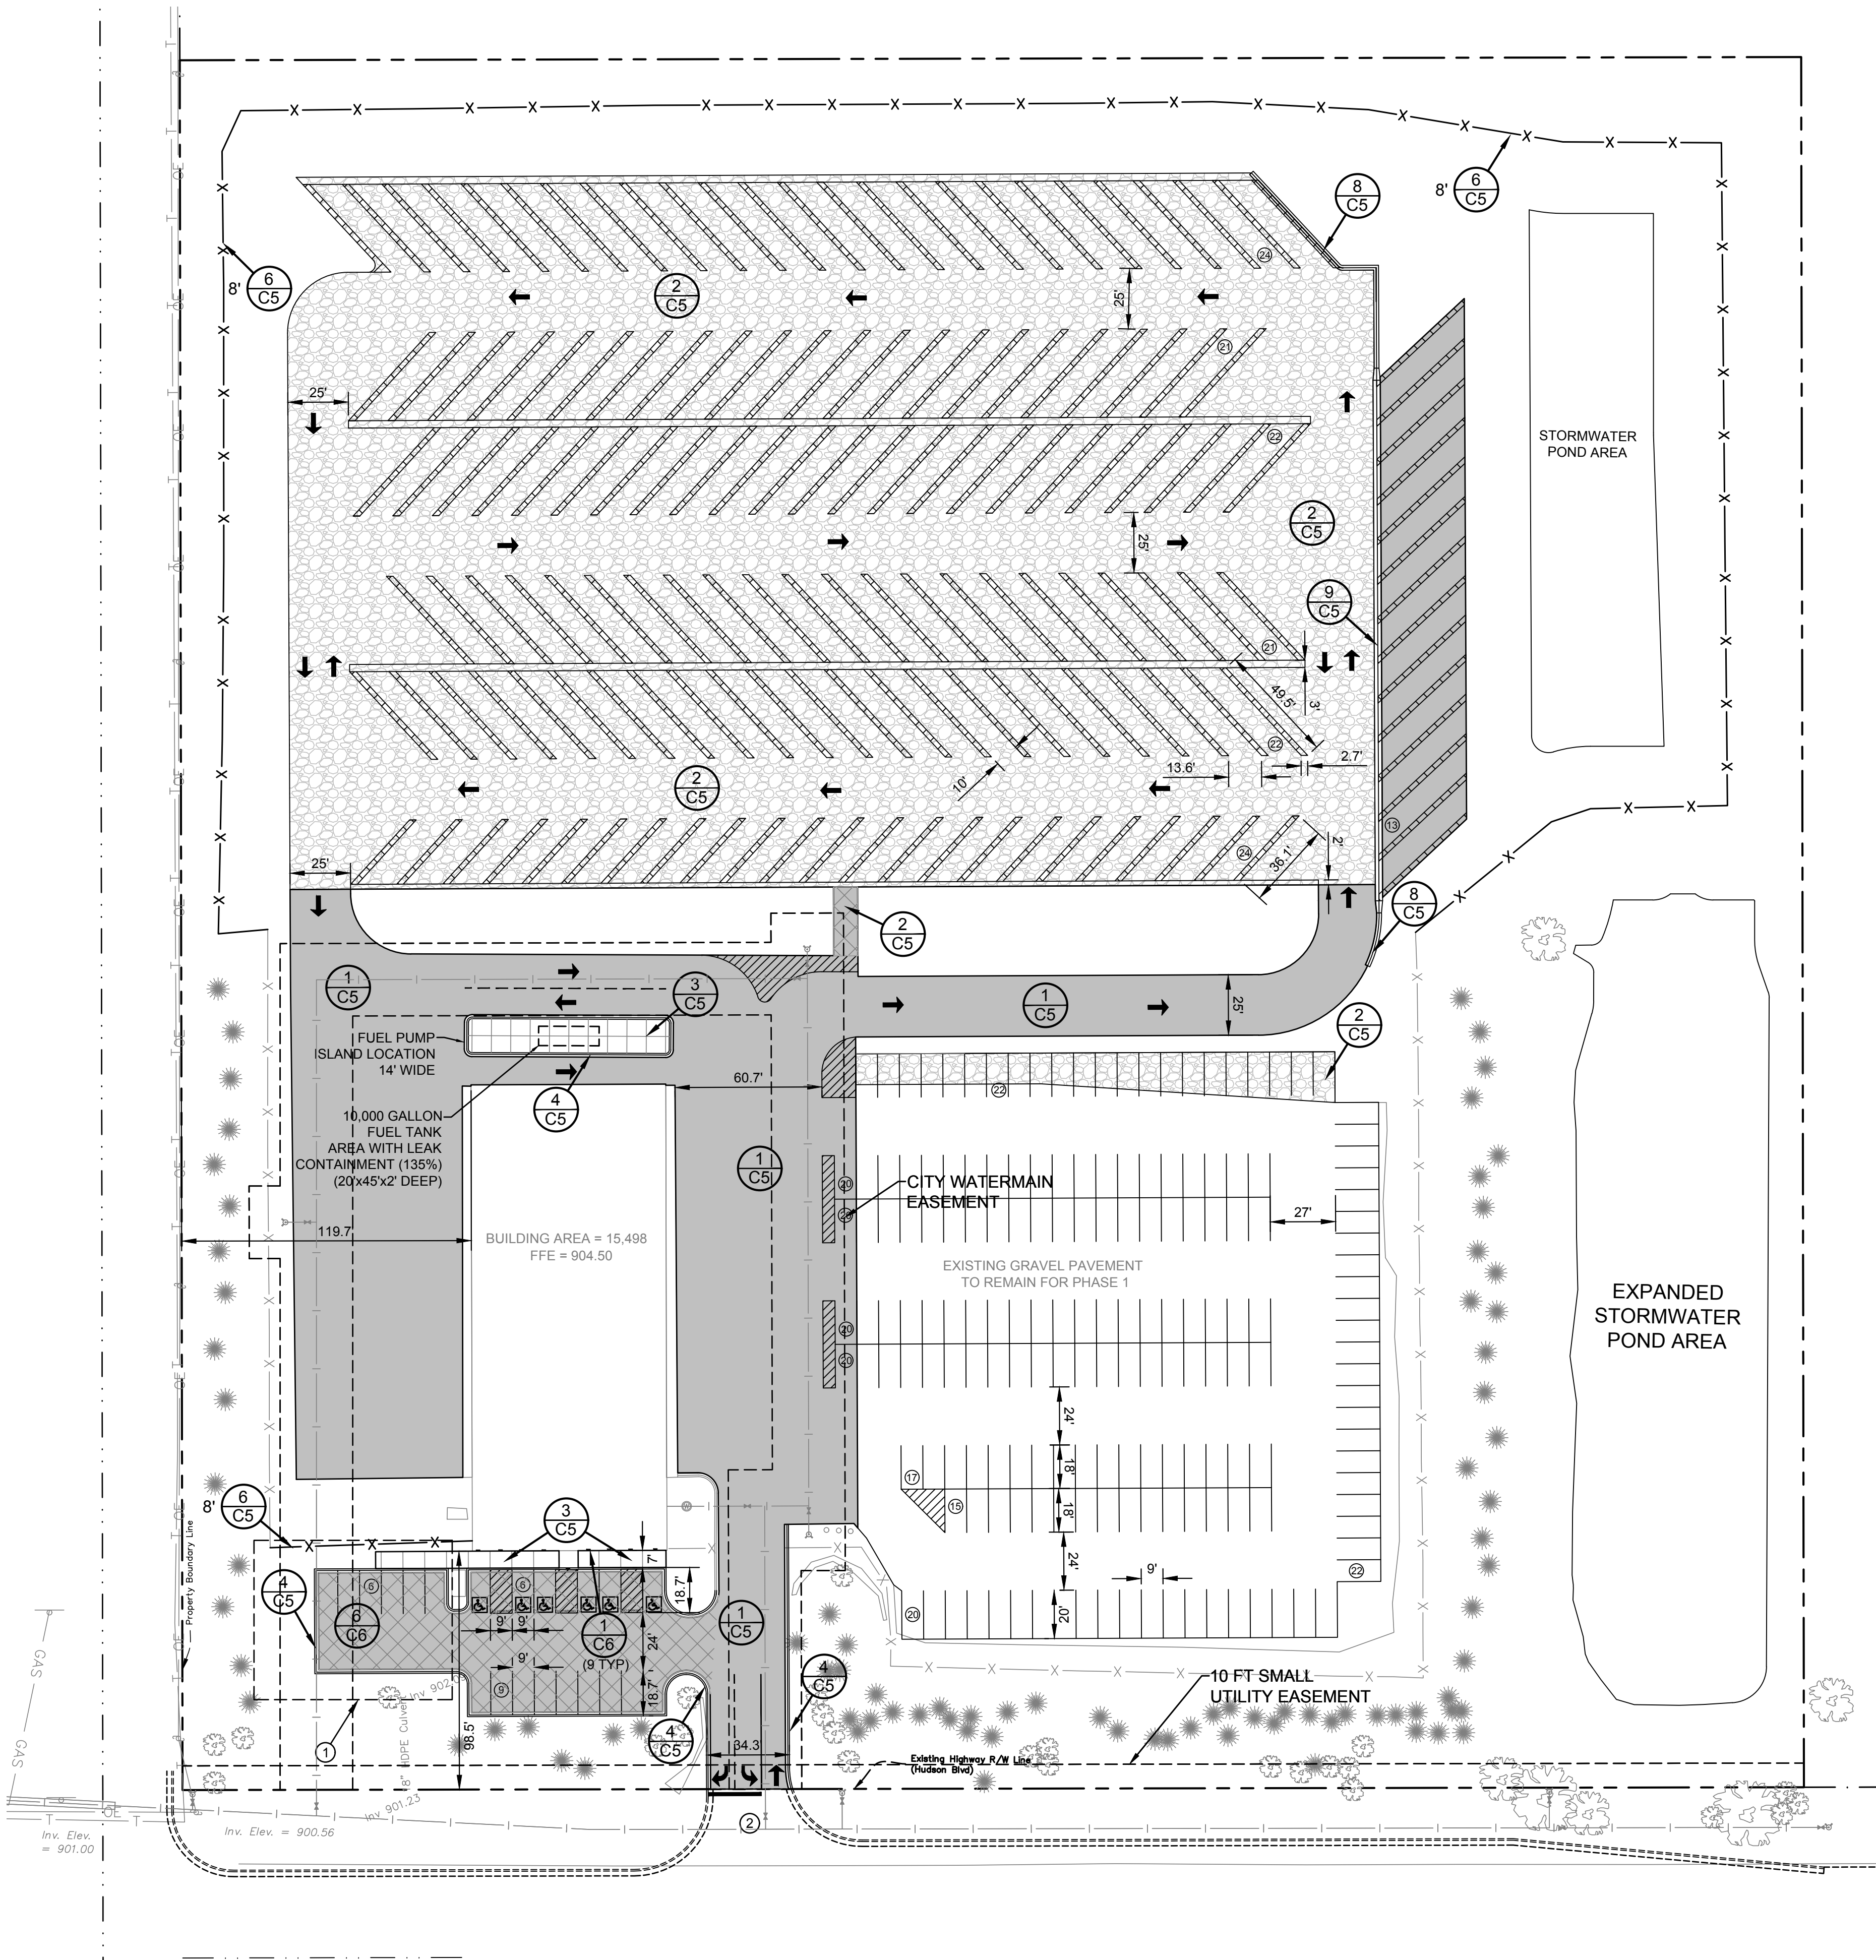 8
C5
8'
6
C5
24
8'
6
C5
2
C5
25'
21
25'
22
STORMWATER
POND AREA
2
C5
25'
9
C5
21
49.5'
3'
22
2.7'
13.6'
10'
2
C5
13
24
36.1'
2'
25'
8
C5
2
C5
1
C5
3
C5
1
C5
25'
2
C5
FUEL PUMP
ISLAND LOCATION
14' WIDE
4
C5
60.7'
22
10,000 GALLON
FUEL TANK
AREA WITH LEAK
CONTAINMENT (135%)
(20'x45'x2' DEEP)
1
C5
20
CITY WATERMAIN
EASEMENT
20
27'
119.7'
BUILDING AREA = 15,498
FFE = 904.50
EXISTING GRAVEL PAVEMENT
TO REMAIN FOR PHASE 1
EXPANDED
STORMWATER
POND AREA
20
20
24'
18'
17
15
18'
8'
6
C5
3
C5
Property Boundary Line
7'
24'
9'
22
4
C5
6
6
18.7'
20
20'
6
C6
9'
9'
1
C6
(9 TYP)
1
C5
24'
9'
9
18.7'
4
C5
10 FT SMALL
UTILITY EASEMENT
Inv 902.0
18" HDPE Culvert
98.5'
1
4
C5
34.3'
Existing Highway R/W Line
(Hudson Blvd)
GAS
GAS
Inv 901.23
2
Inv. Elev. = 900.56
Inv. Elev.
= 901.00
OE